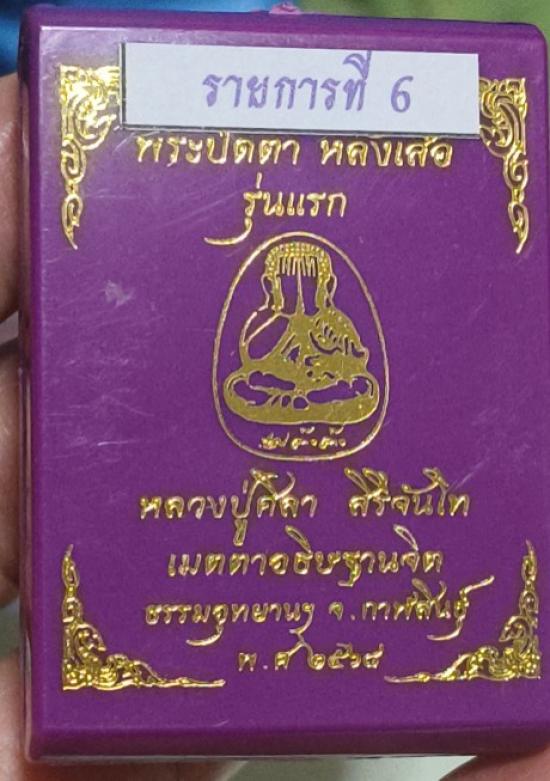 รายการที่ 6
พระปิดตา หลังเสือ
รุ่นแรก
หลวงปู่ศิลา สิริจันโท
เมตตาอธิษฐานจิต
ธรรมอุทยานฯ จ.กาฬสินธุ์
พ.ศ ๒๕๖๔